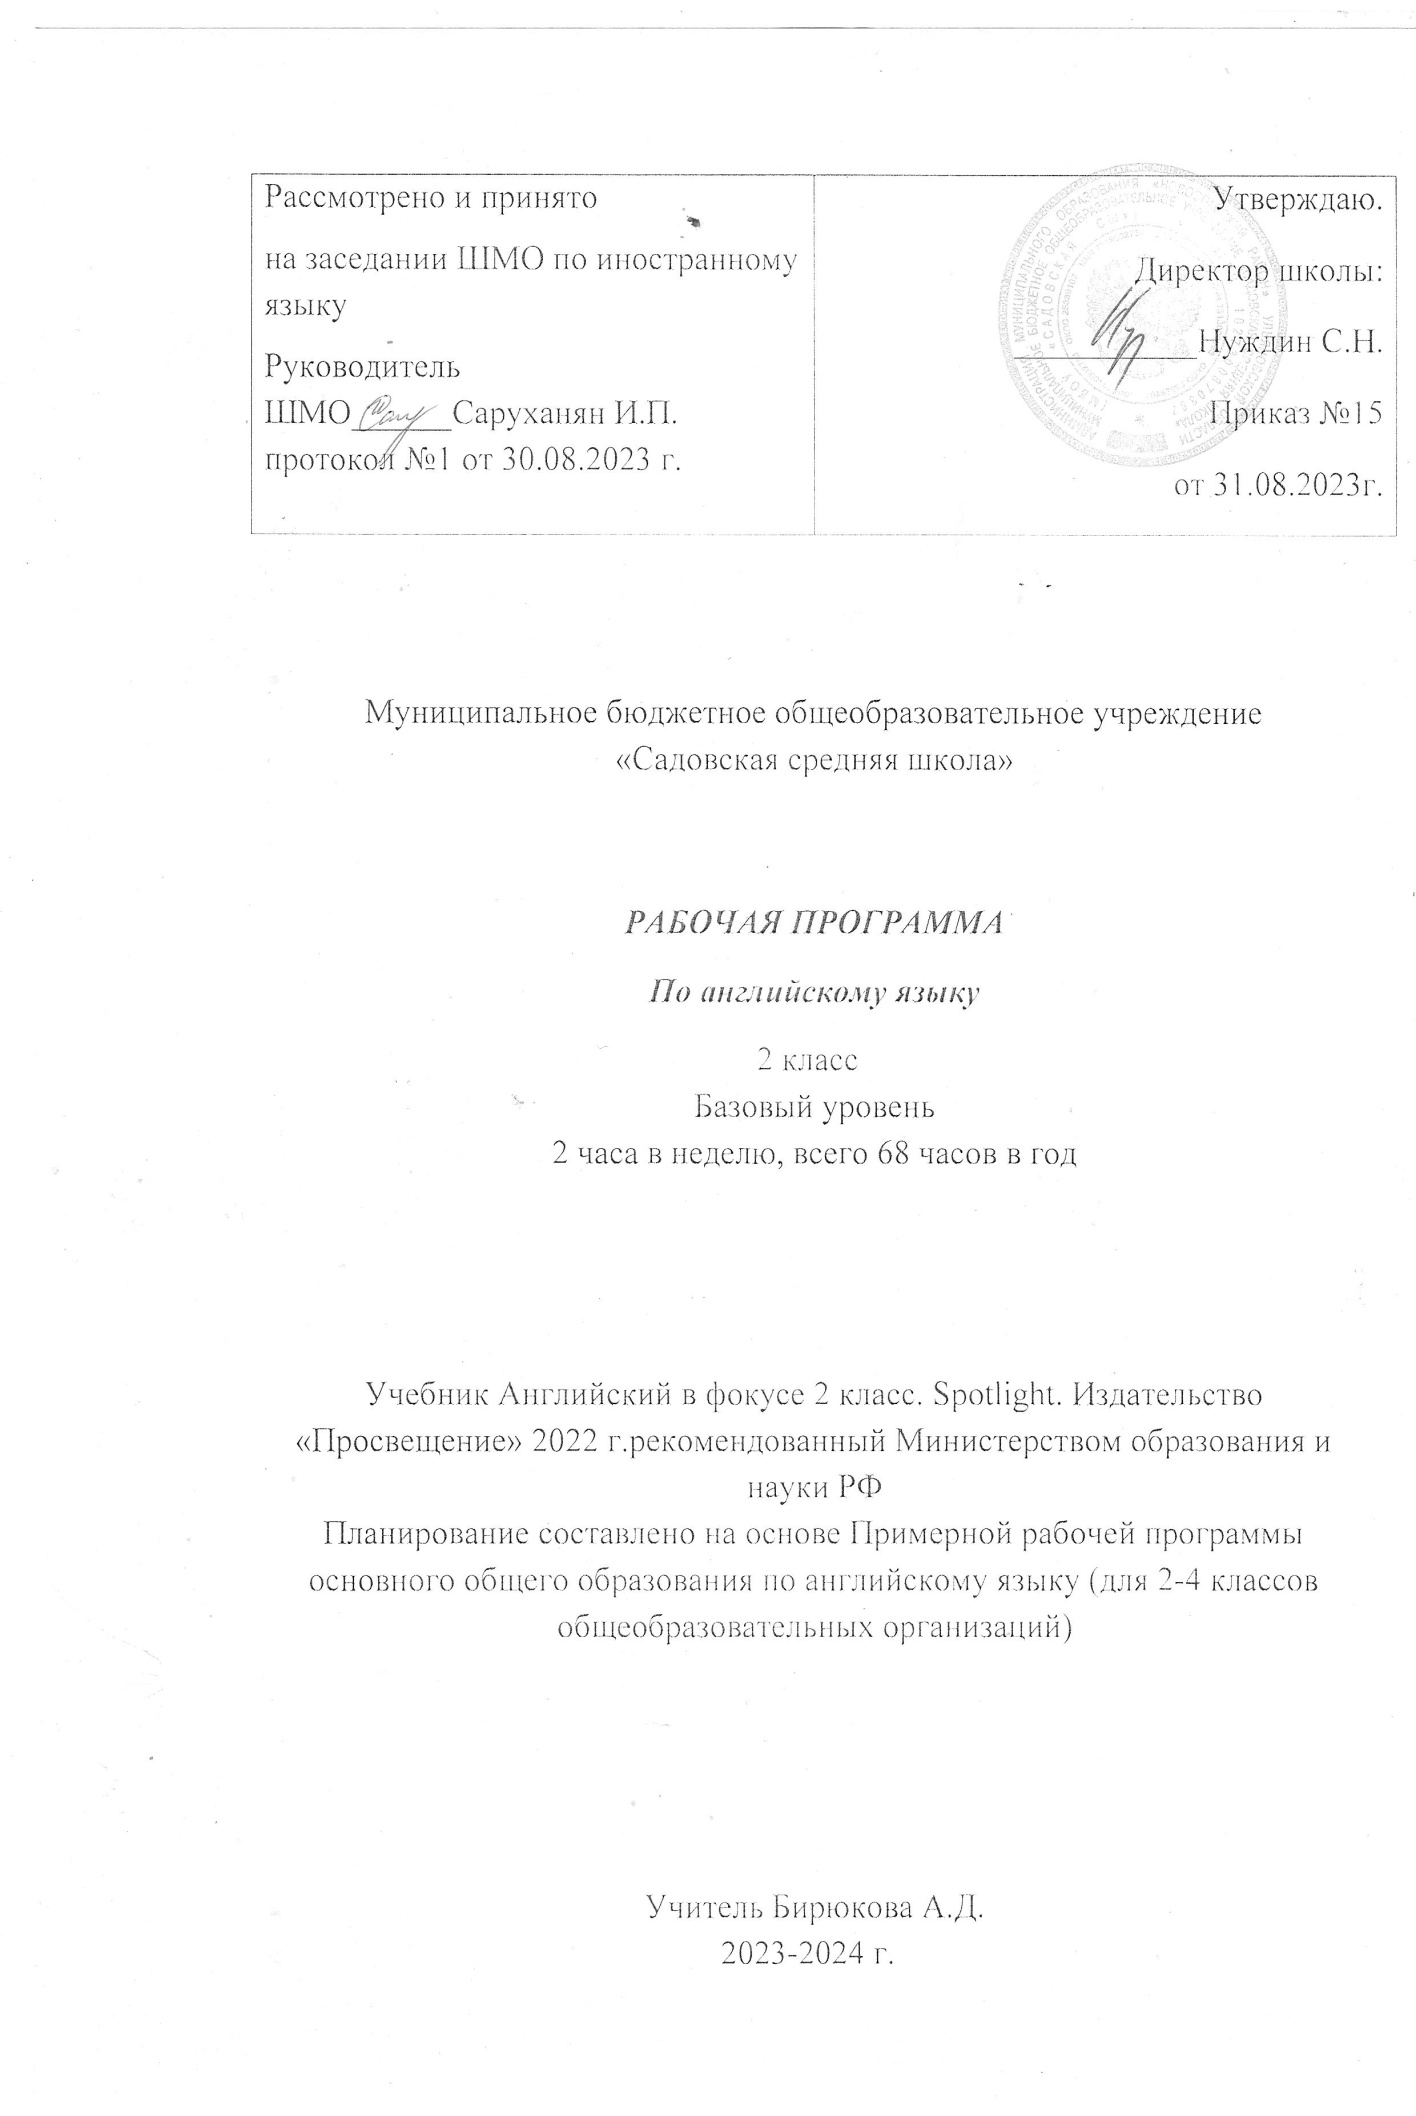 Рассмотрено и принято
на заседании ШМО по иностранному
языку
Руководитель
ШМО______Саруханян И.П.
протокол №1 от 30.08.2023 г.
Утверждаю.
Директор школы:
___________Нуждин С.Н.
Приказ №15
от 31.08.2023г.
Муниципальное бюджетное общеобразовательное учреждение
«Садовская средняя школа»
РАБОЧАЯ ПРОГРАММА
По английскому языку
2 класс
Базовый уровень
2 часа в неделю, всего 68 часов в год
Учебник Английский в фокусе 2 класс. Spotlight. Издательство
«Просвещение» 2022 г.рекомендованный Министерством образования и
науки РФ
Планирование составлено на основе Примерной рабочей программы
основного общего образования по английскому языку (для 2-4 классов
общеобразовательных организаций)
Учитель Бирюкова А.Д.
2023-2024 г.